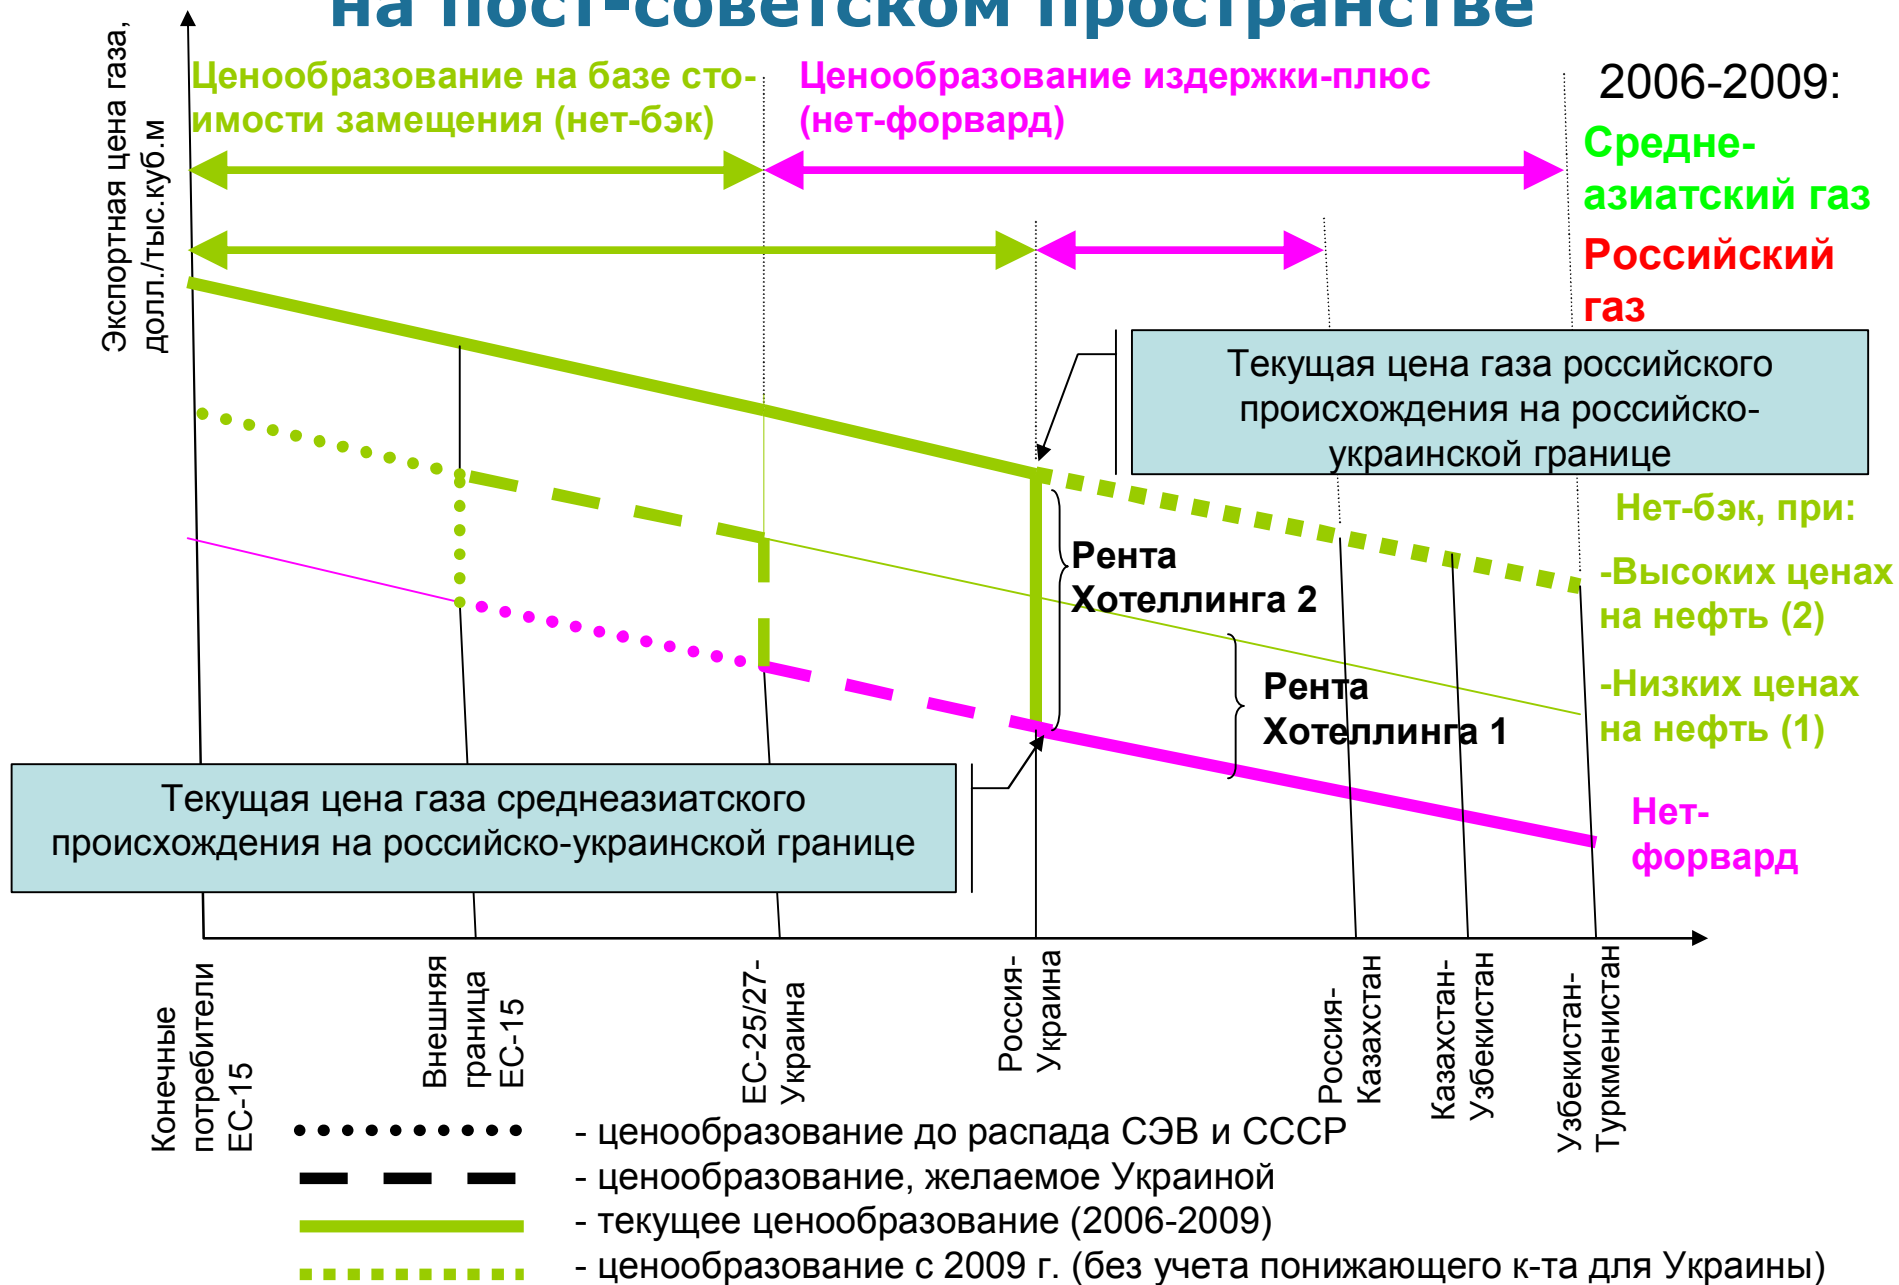 на пост-советском пространстве
Экспортная цена газа,
долл./тыс.куб.м
Ценообразование на базе сто-
имости замещения (нет-бэк)
Ценообразование издержки-плюс
(нет-форвард)
2006-2009:
Средне-
азиатский газ
Российский
газ
Текущая цена газа российского
происхождения на российско-
украинской границе
Нет-бэк, при:
-Высоких ценах
на нефть (2)
-Низких ценах
на нефть (1)
Рента
Хотеллинга 2
Рента
Хотеллинга 1
Нет-
форвард
Текущая цена газа среднеазиатского
происхождения на российско-украинской границе
Конечные
потребители
ЕС-15
Внешняя
граница
ЕС-15
ЕС-25/27-
Украина
Россия-
Украина
Россия-
Казахстан
Казахстан-
Узбекистан
Узбекистан-
Туркменистан
- ценообразование до распада СЭВ и СССР
- ценообразование, желаемое Украиной
- текущее ценообразование (2006-2009)
- ценообразование с 2009 г. (без учета понижающего к-та для Украины)